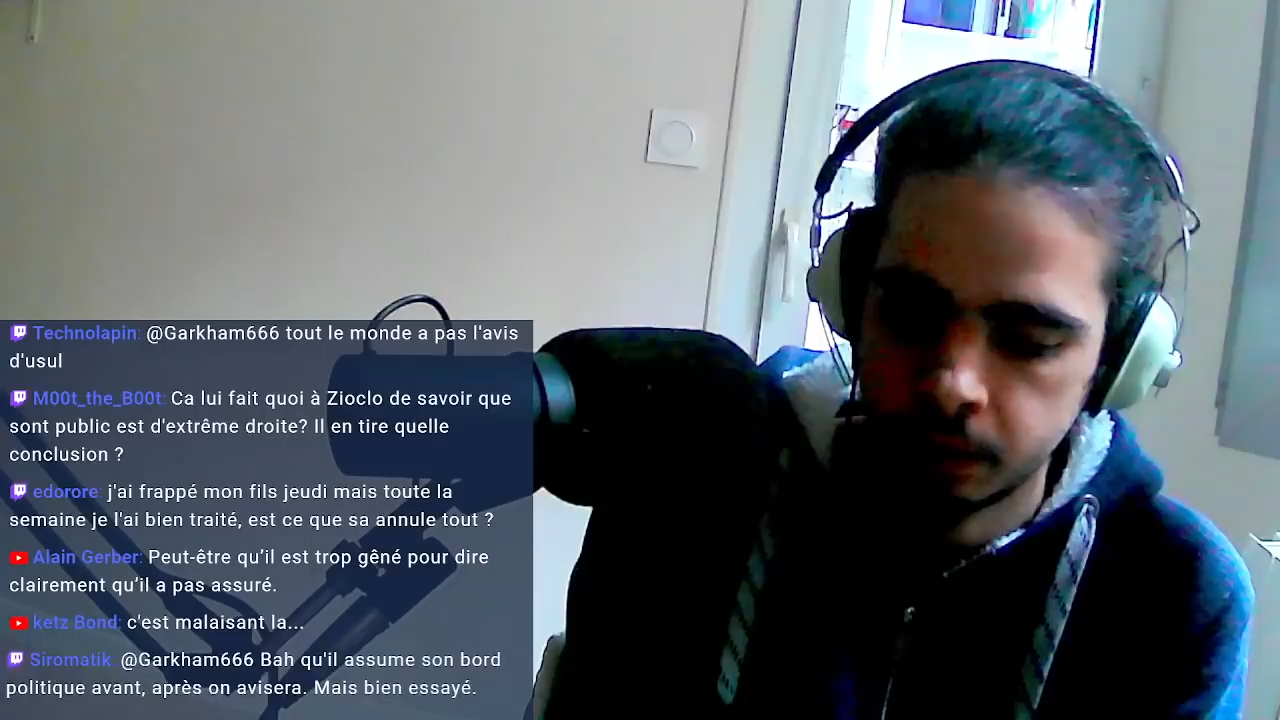 Technolapin: @Garkham666 tout le monde a pas l'avis
d'usul
M00t_the_B00t: Ca lui fait quoi à Zioclo de savoir que
sont public est d'extrême droite? Il en tire quelle
conclusion ?
edorore: j'ai frappé mon fils jeudi mais toute la
semaine je l'ai bien traité, est ce que sa annule tout ?
Alain Gerber: Peut-être qu’il est trop gêné pour dire
clairement qu’il a pas assuré.
ketz Bond: c'est malaisant la...
Siromatik: @Garkham666 Bah qu'il assume son bord
politique avant, après on avisera. Mais bien essayé.